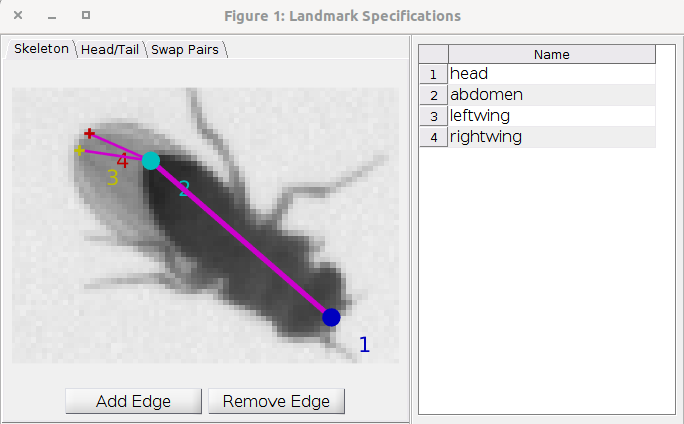 Figure 1: Landmark Specifications
Skeleton Head/Tail Swap Pairs
Name
1 head
2 abdomen
3 leftwing
4 rightwing
4
3
2
1
Add Edge Remove Edge